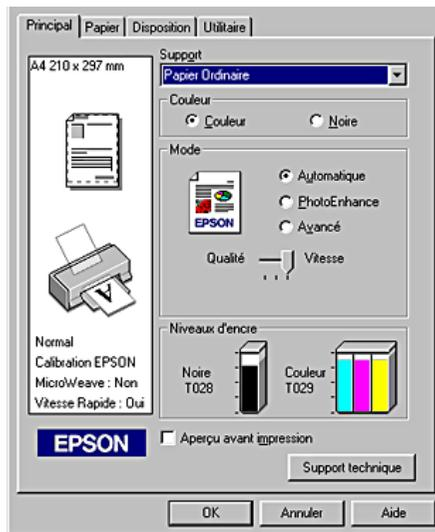 Principal
Papier
Disposition
Utilitaire
A4 210 x 297 mm
Support
Papier Ordinaire
Couleur
Couleur
Noire
Mode
EPSON
Automatique
PhotoEnhance
Avancé
Qualité
Vitesse
A
Normal
Calibration EPSON
MicroWeave : Non
Vitesse Rapide : Oui
Niveaux d'encre
Noire
T028
Couleur
T029
EPSON
Aperçu avant impression
Support technique
OK
Annuler
Aide